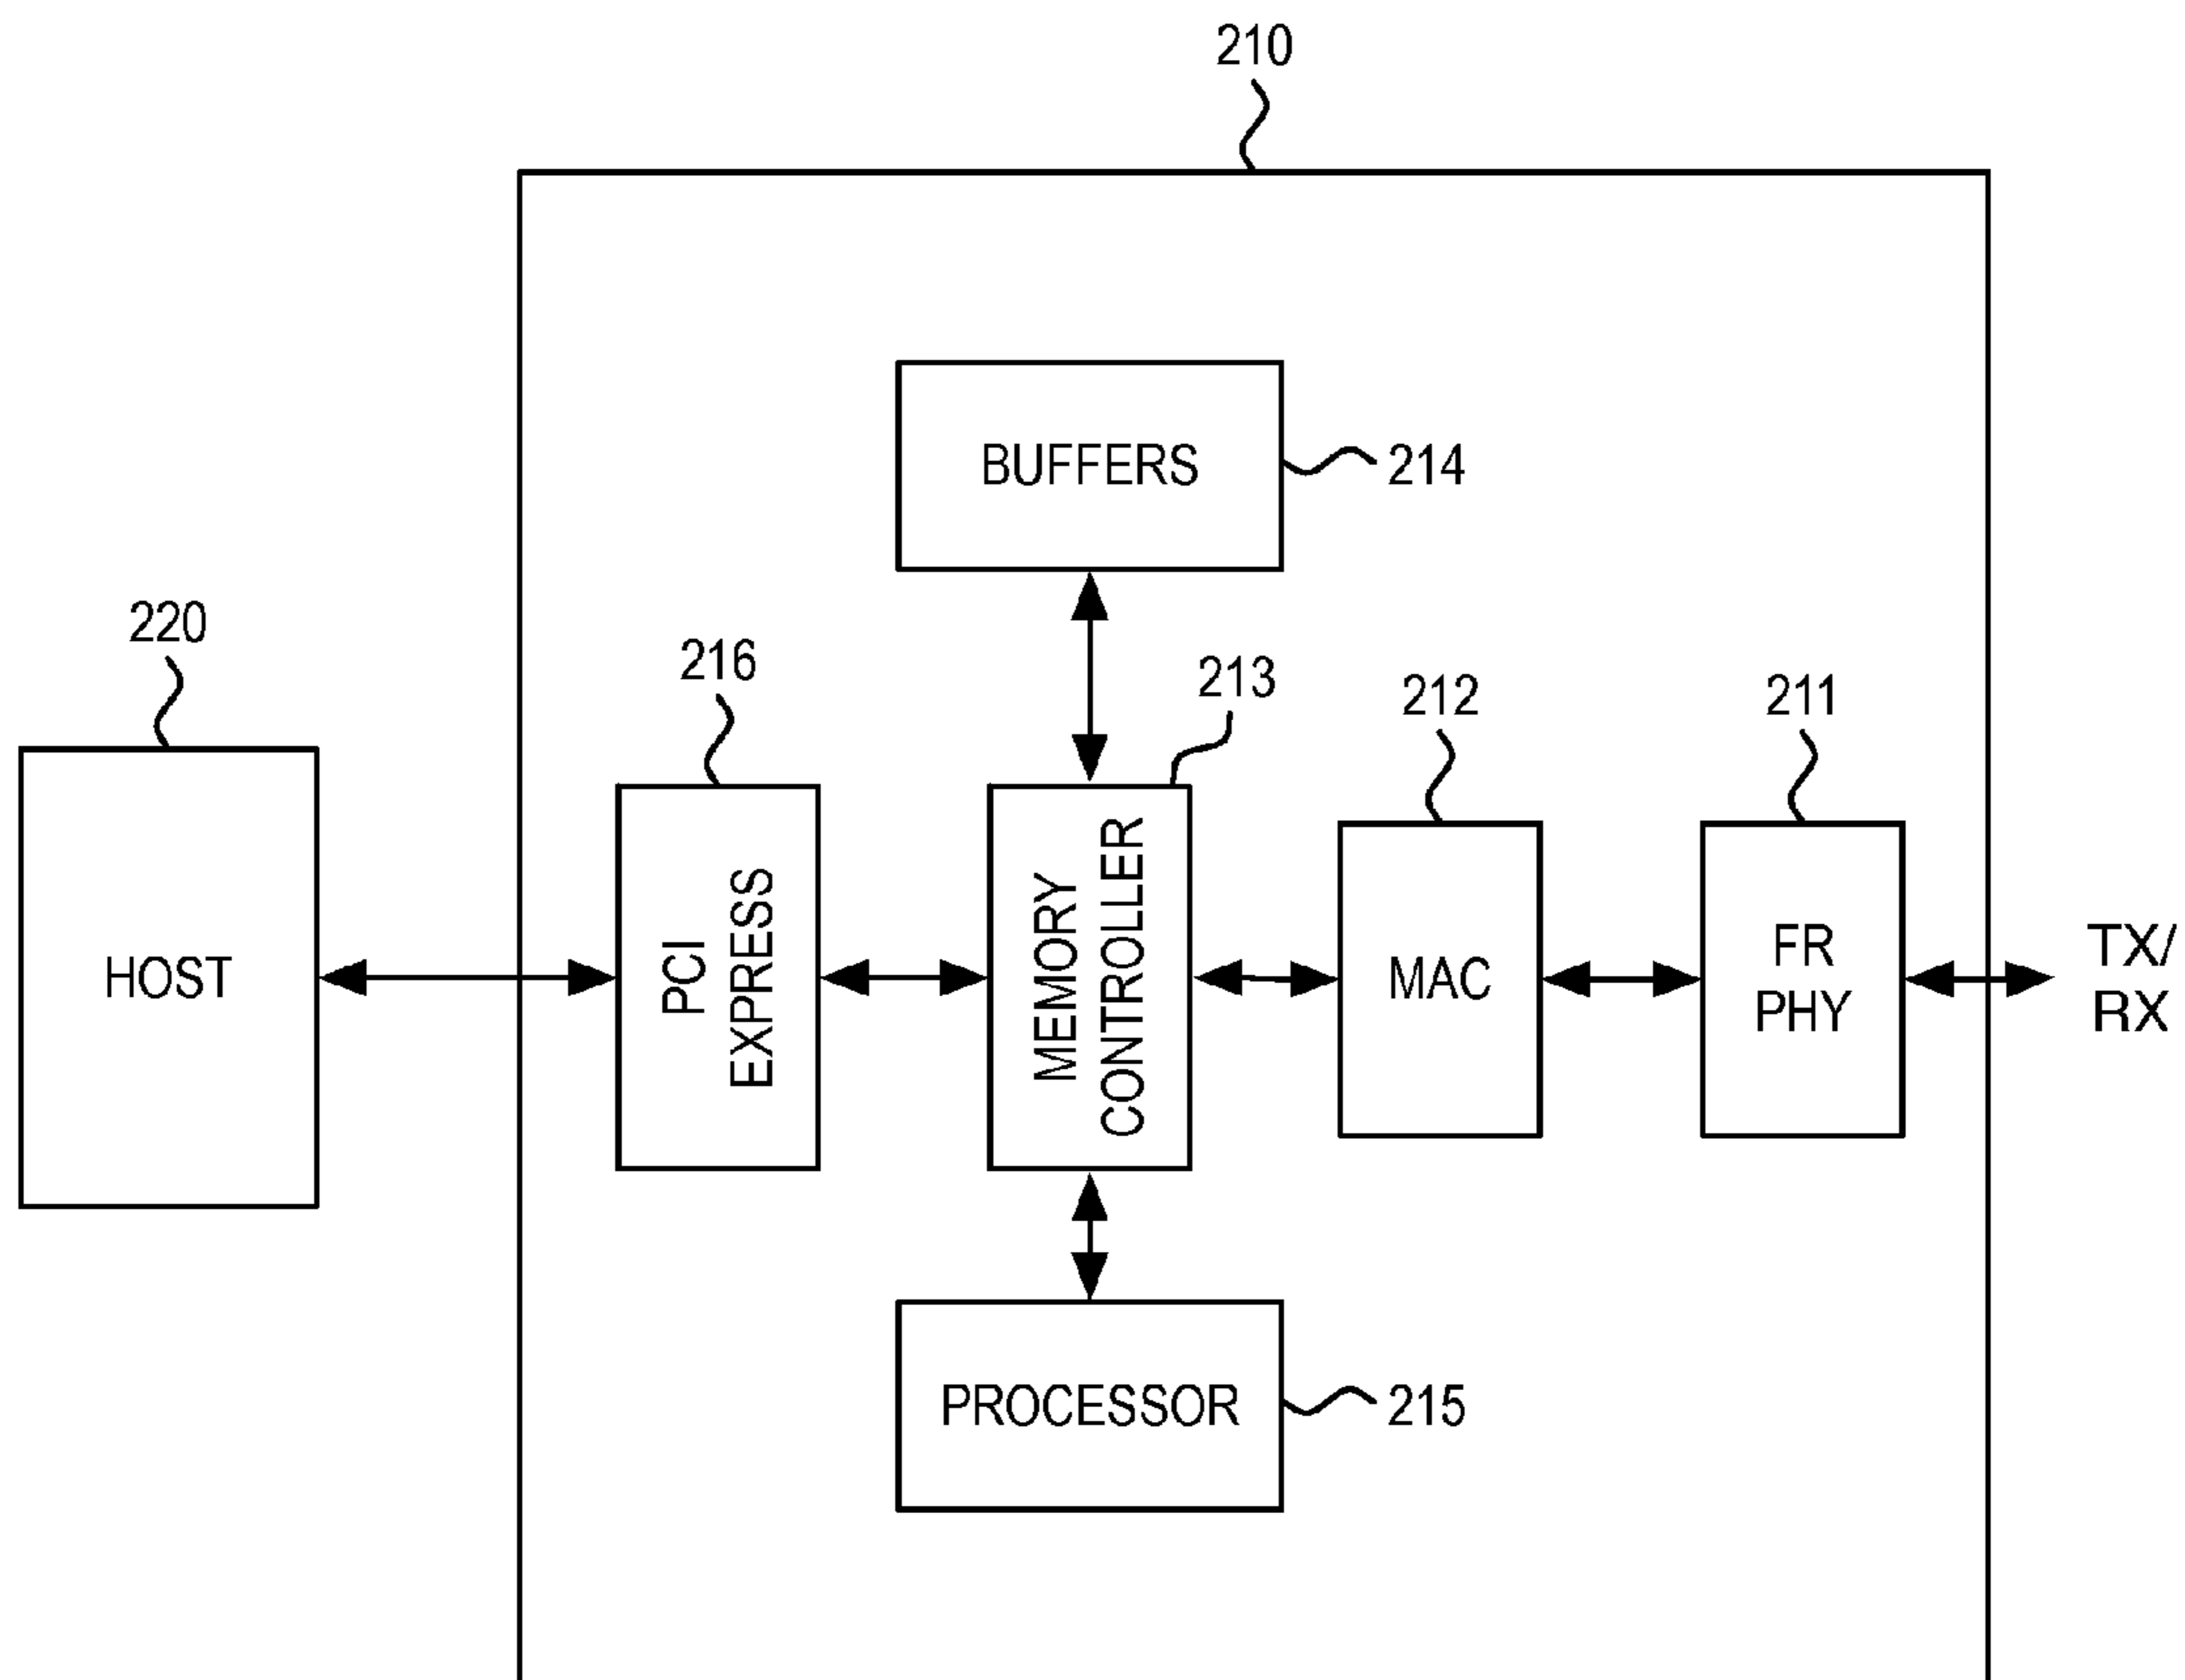 210
BUFFERS
214
220
216
213
212
211
HOST
PCI
EXPRESS
MEMORY
CONTROLLER
MAC
FR
PHY
TX/
RX
PROCESSOR
215